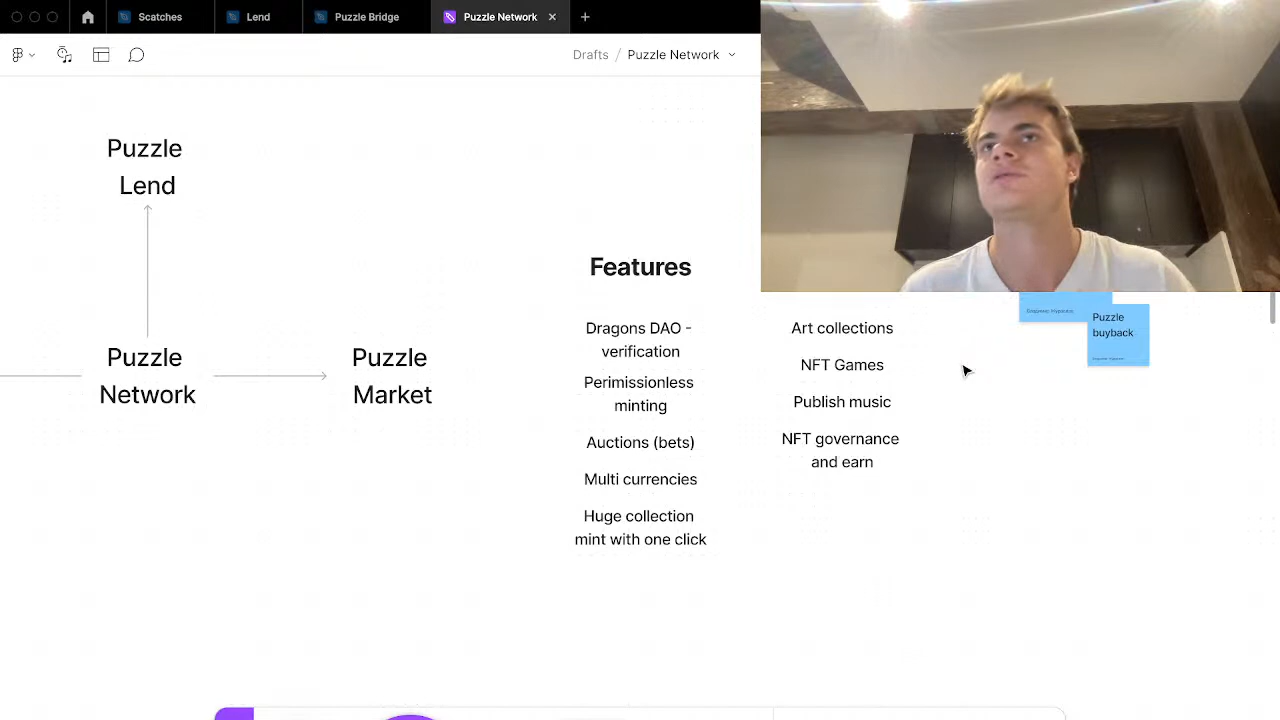 Scatches
Lend
Puzzle Bridge
Puzzle Network
Drafts / Puzzle Network
Puzzle
Lend
Puzzle
Network
Puzzle
Market
Features
Dragons DAO -
verification
Perimissionless
minting
Auctions (bets)
Multi currencies
Huge collection
mint with one click
Art collections
NFT Games
Publish music
NFT governance
and earn
Puzzle
buyback